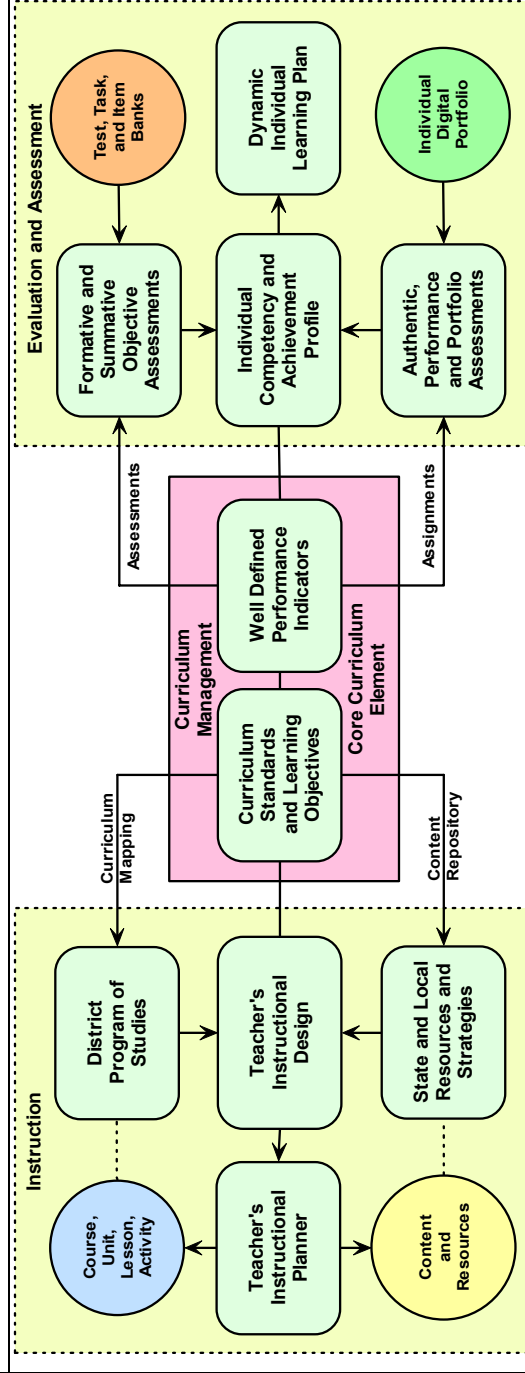 Instruction
Course,
Unit,
Lesson,
Activity
District
Program of
Studies
Teacher's
Instructional
Planner
Teacher's
Instructional
Design
Content
and
Resources
State and Local
Resources and
Strategies
Curriculum
Mapping
Content
Repository
Curriculum
Management
Curriculum
Standards
and Learning
Objectives
Well Defined
Performance
Indicators
Core Curriculum
Element
Assessments
Assignments
Evaluation and Assessment
Formative and
Summative
Objective
Assessments
Test, Task,
and Item
Banks
Individual
Competency and
Achievement
Profile
Dynamic
Individual
Learning Plan
Authentic,
Performance
and Portfolio
Assessments
Individual
Digital
Portfolio